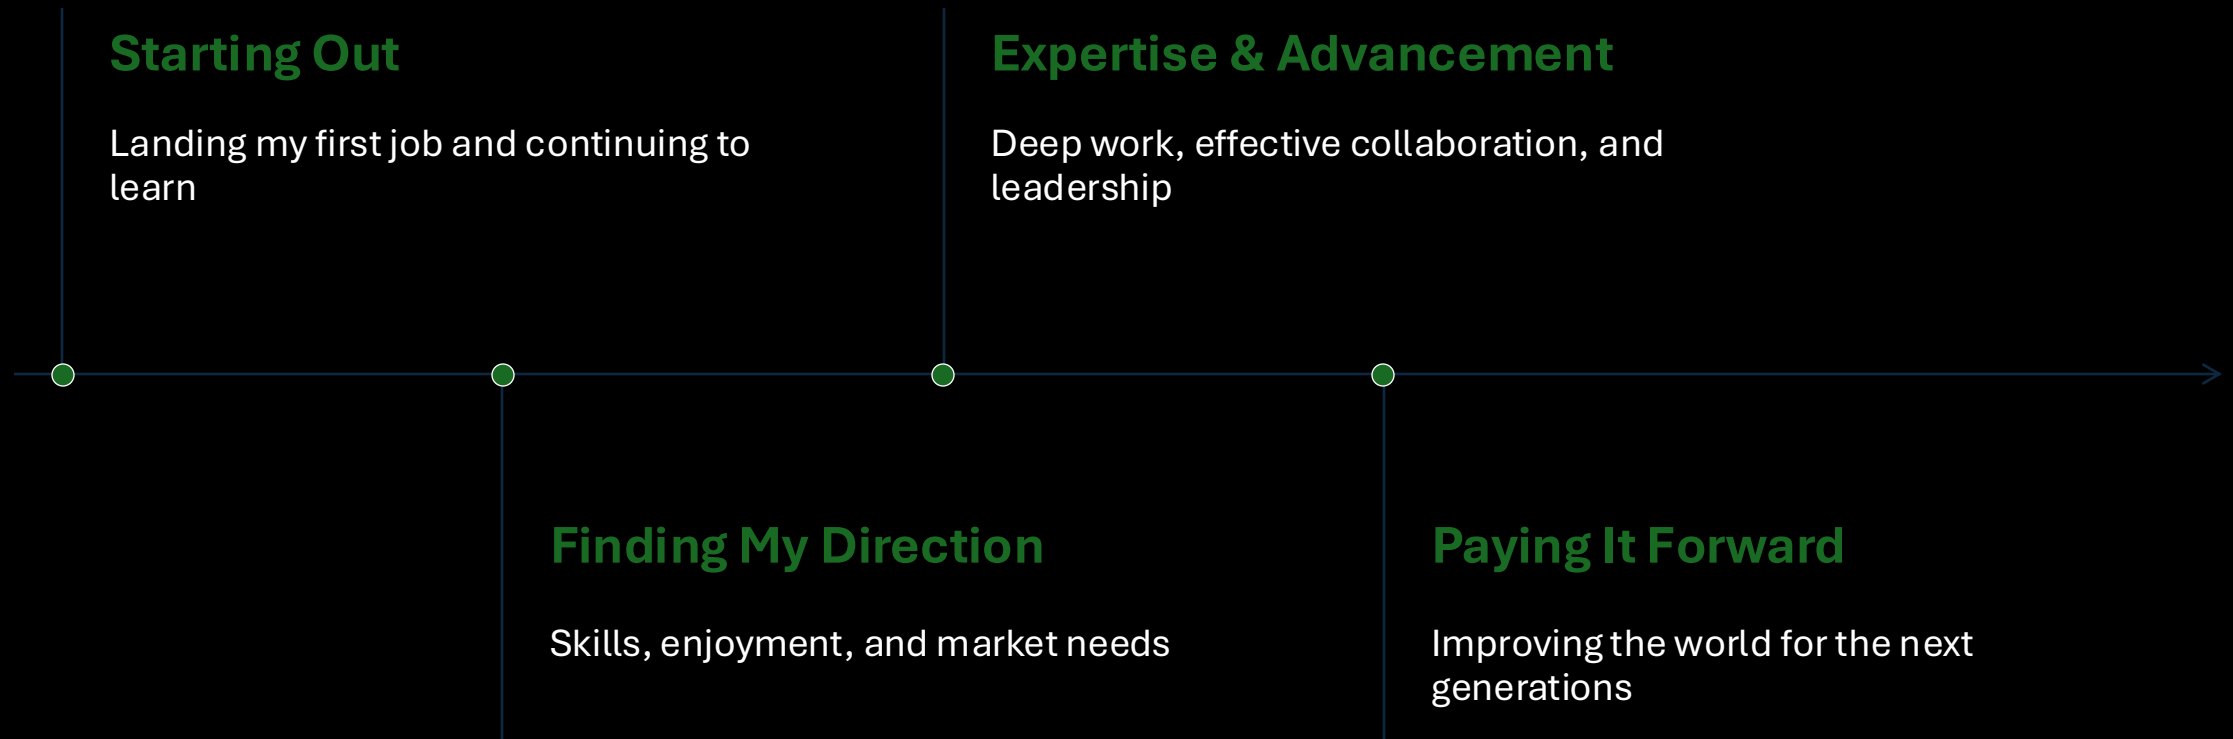 Starting Out
Landing my first job and continuing to
learn
Finding My Direction
Skills, enjoyment, and market needs
Expertise & Advancement
Deep work, effective collaboration, and
leadership
Paying It Forward
Improving the world for the next
generations